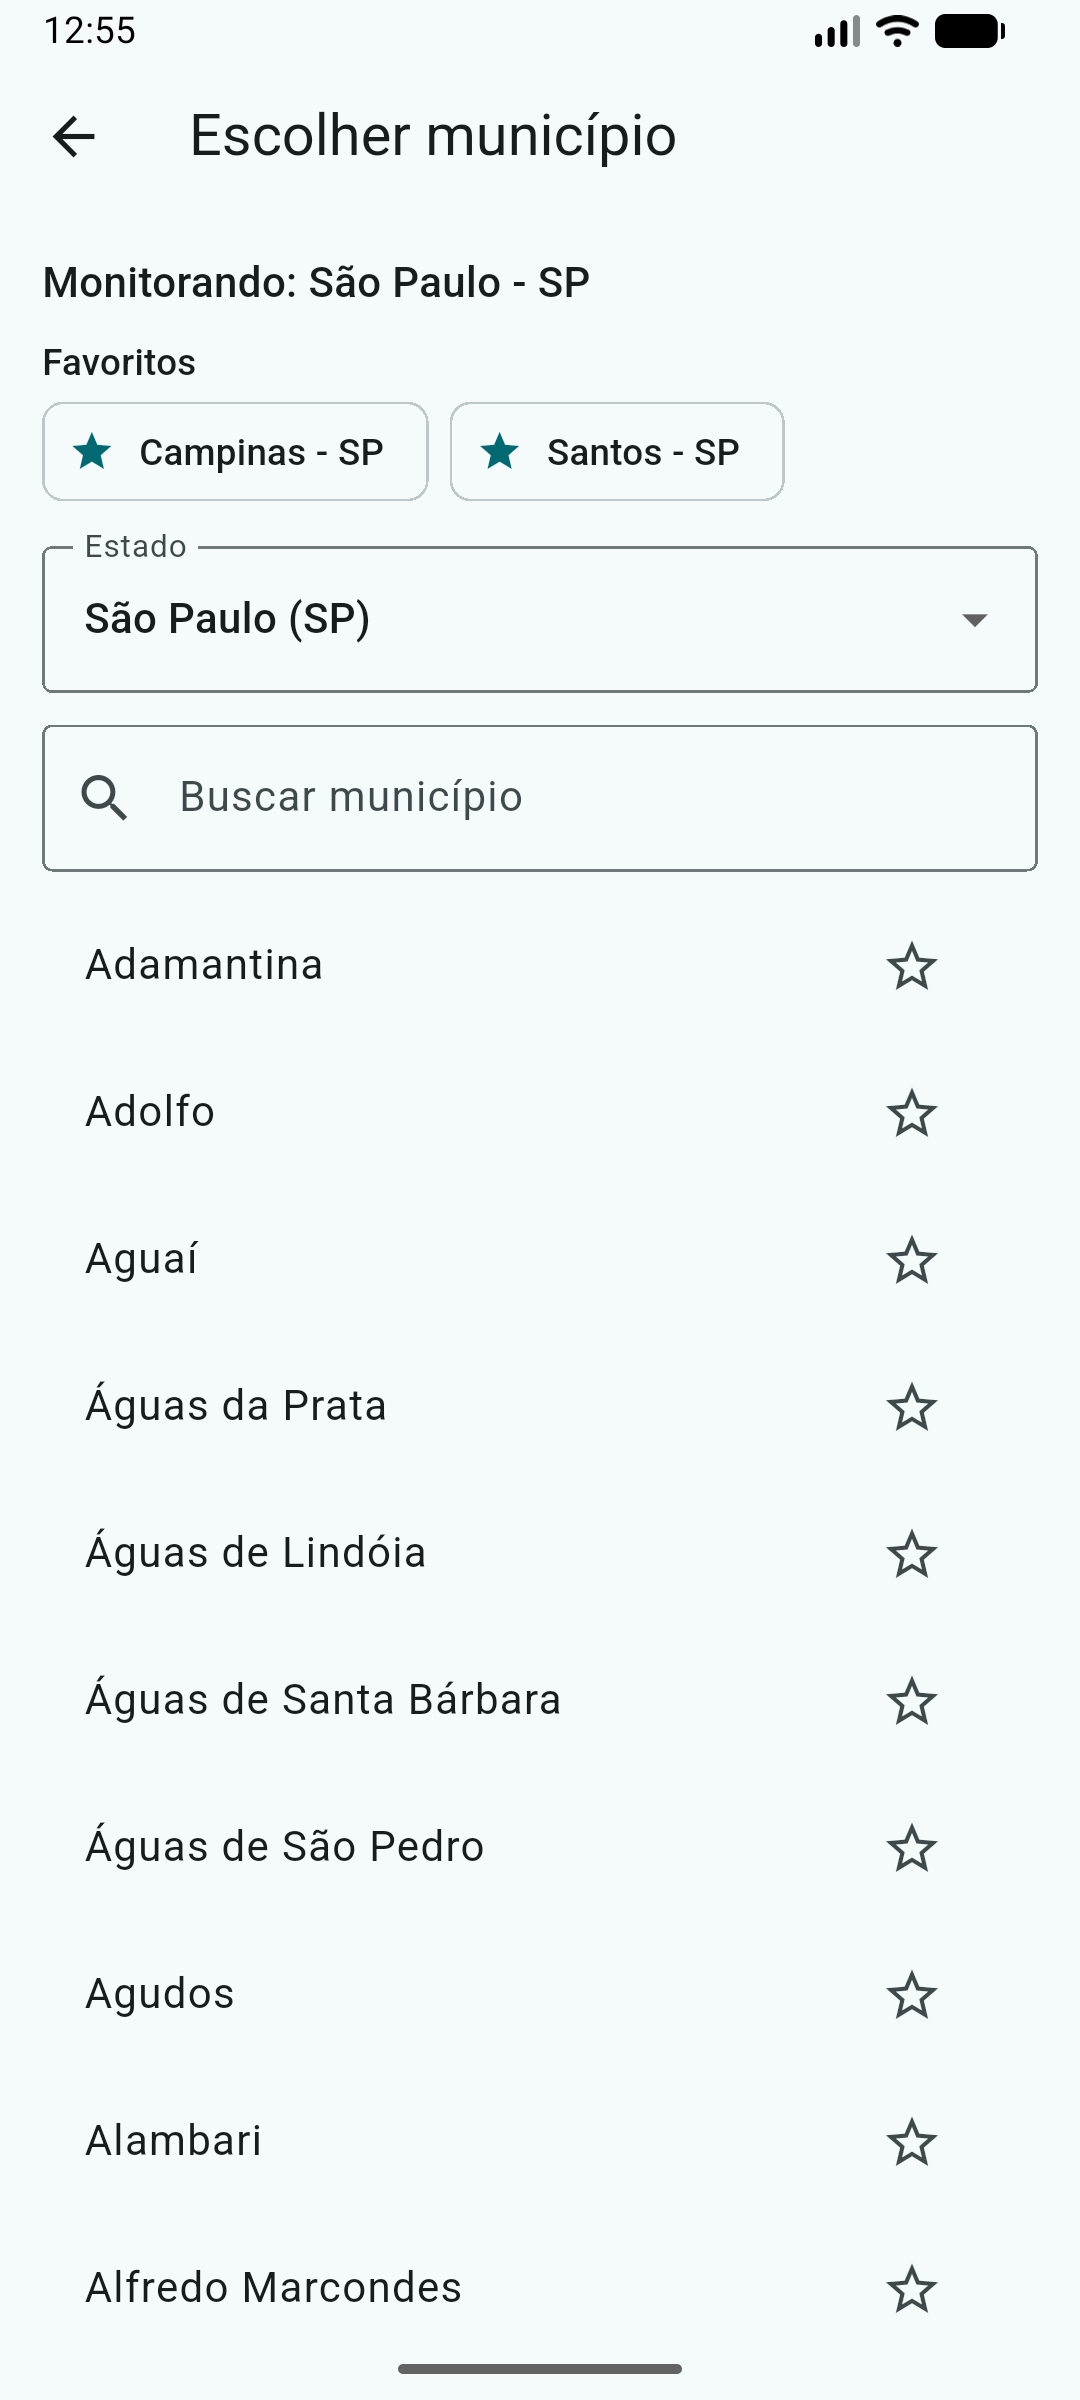 12:55
Escolher município
Monitorando: São Paulo - SP
Favoritos
Campinas - SP
Santos - SP
Estado
São Paulo (SP)
Buscar município
Adamantina
Adolfo
Aguaí
Águas da Prata
Águas de Lindóia
Águas de Santa Bárbara
Águas de São Pedro
Agudos
Alambari
Alfredo Marcondes